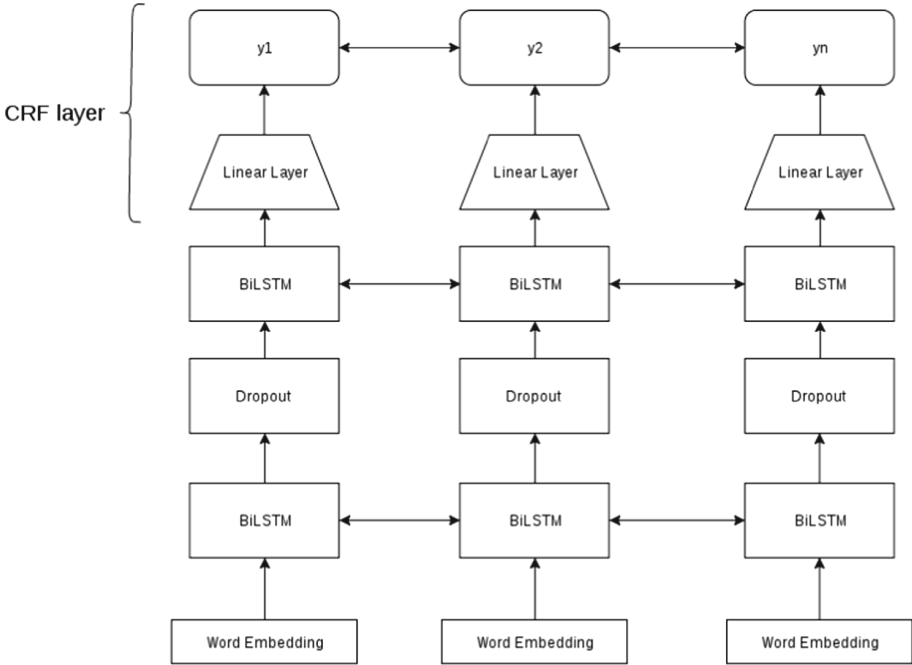 y1
y2
yn
CRF layer
Linear Layer
Linear Layer
Linear Layer
BiLSTM
BiLSTM
BiLSTM
Dropout
Dropout
Dropout
BiLSTM
BiLSTM
BiLSTM
Word Embedding
Word Embedding
Word Embedding